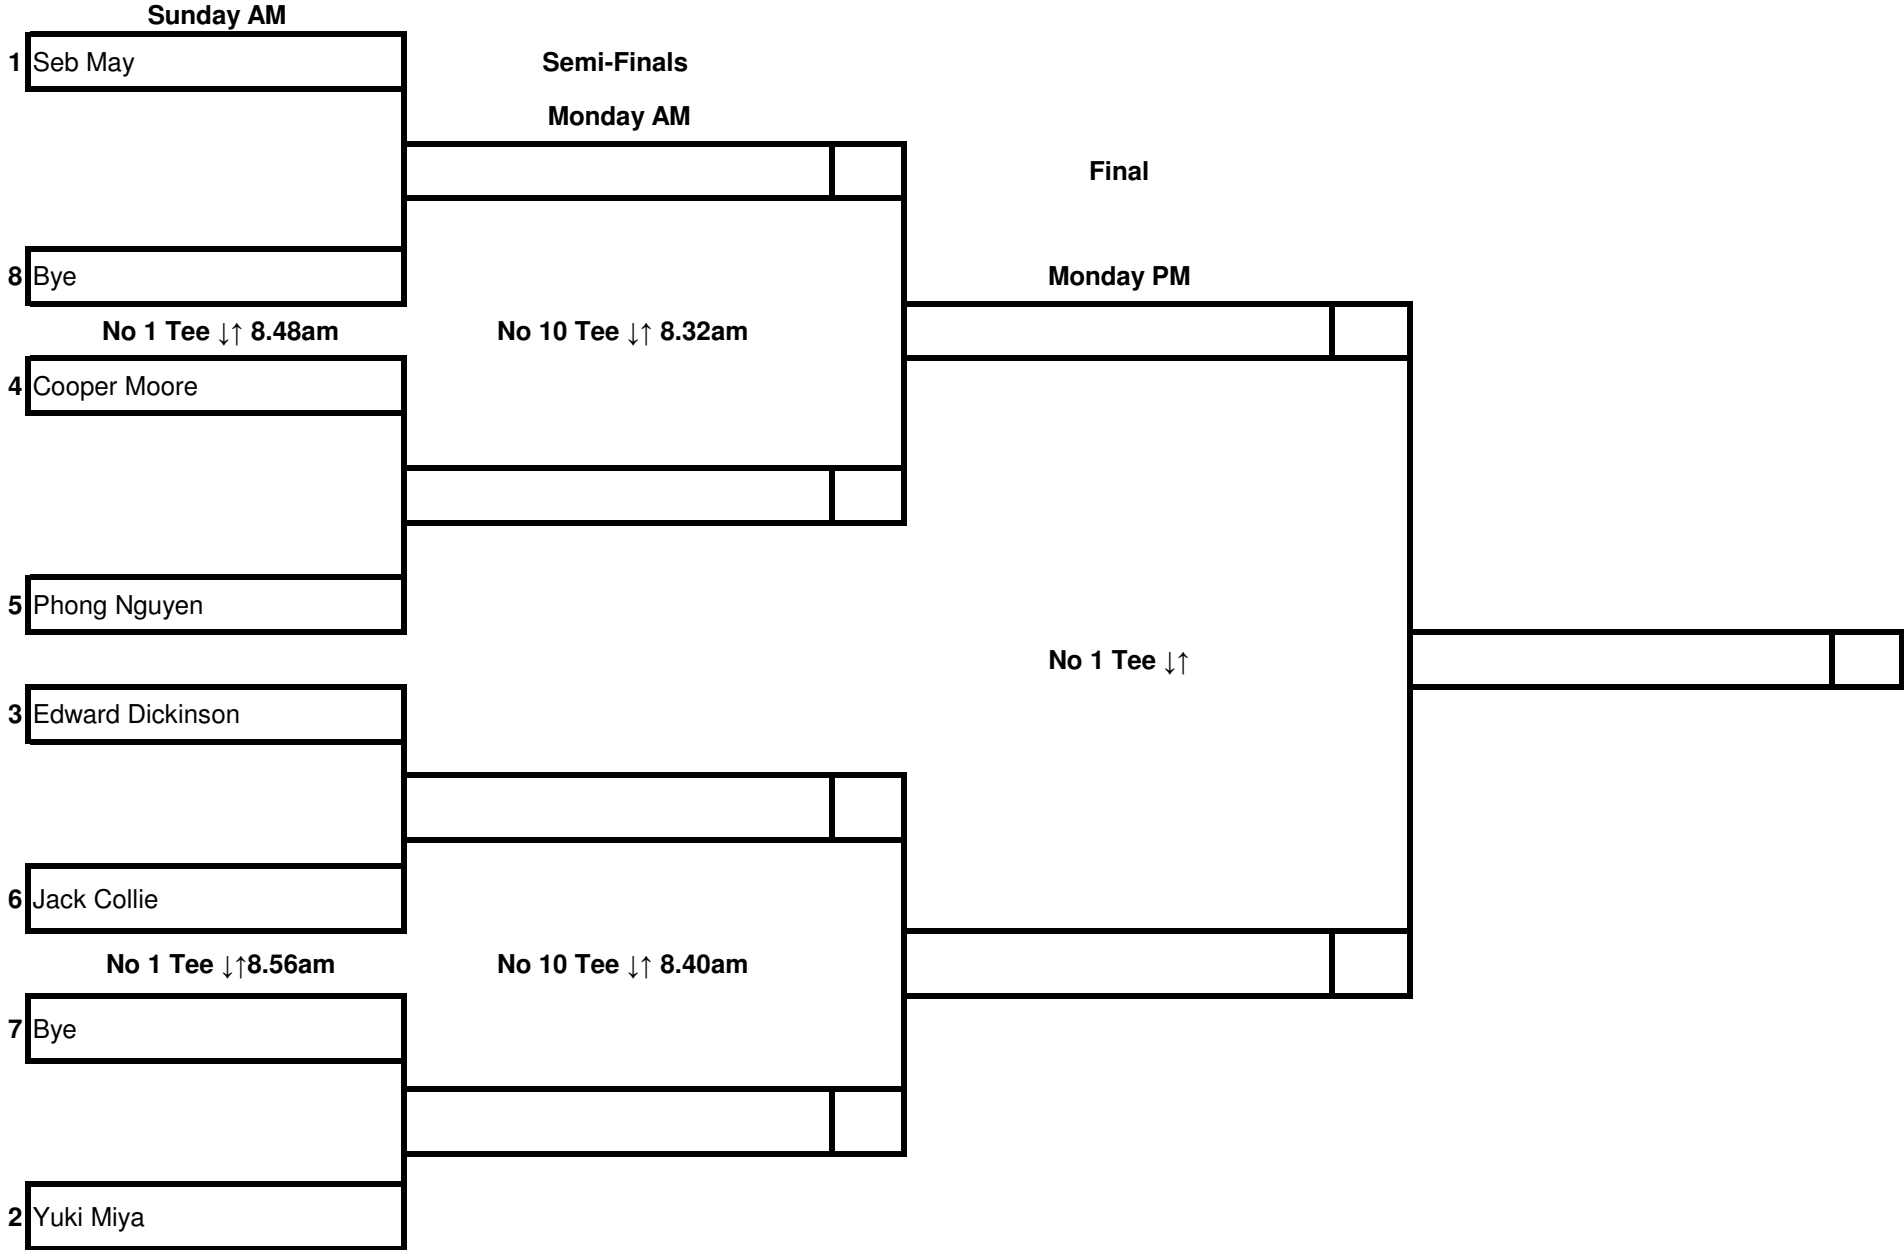 Sunday AM
1 Seb May
Semi-Finals
Monday AM
Final
8 Bye
Monday PM
No 1 Tee ↓↑ 8.48am
No 10 Tee ↓↑ 8.32am
4 Cooper Moore
5 Phong Nguyen
No 1 Tee ↓↑
3 Edward Dickinson
6 Jack Collie
No 1 Tee ↓↑8.56am
No 10 Tee ↓↑ 8.40am
7 Bye
2 Yuki Miya